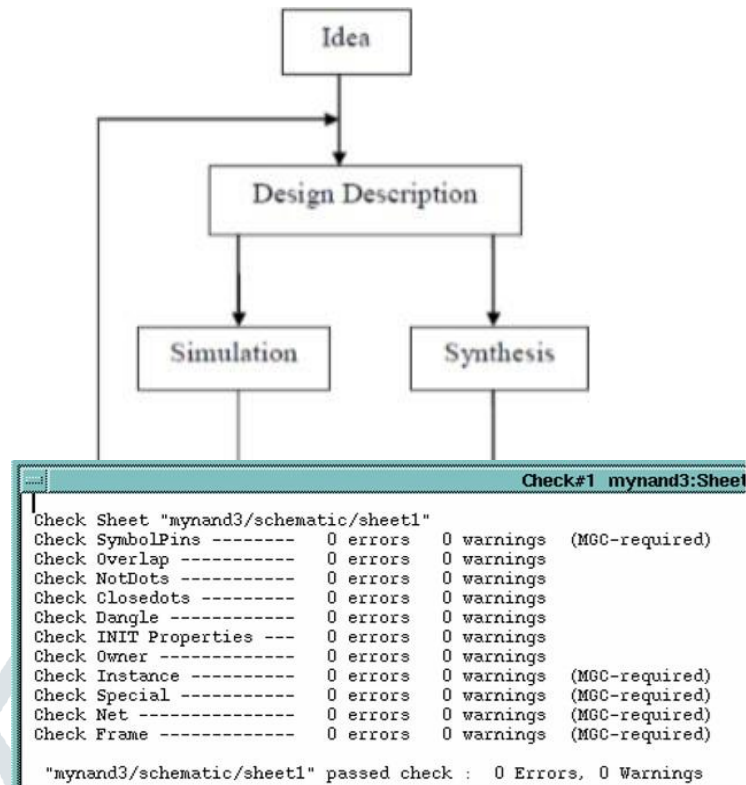 Idea
Design Description
Simulation Synthesis
Check#1 mynand3:Sheet
Check Sheet "mynand3/schematic/sheet1"
Check SymbolPins -------- 0 errors 0 warnings (MGC-required)
Check Overlap ----------- 0 errors 0 warnings
Check NotDots ----------- 0 errors 0 warnings
Check Closedots --------- 0 errors 0 warnings
Check Dangle ------------ 0 errors 0 warnings
Check INIT Properties --- 0 errors 0 warnings
Check Owner ------------- 0 errors 0 warnings
Check Instance ---------- 0 errors 0 warnings (MGC-required)
Check Special ----------- 0 errors 0 warnings (MGC-required)
Check Net --------------- 0 errors 0 warnings (MGC-required)
Check Frame ------------- 0 errors 0 warnings (MGC-required)
"mynand3/schematic/sheet1" passed check : 0 Errors, 0 Warnings